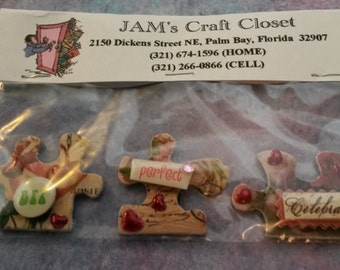 JAM's Craft Closet
2150 Dickens Street NE, Palm Bay, Florida 32907
(321) 674-1596 (HOME)
(321) 266-0866 (CELL)
perfect
Celebra